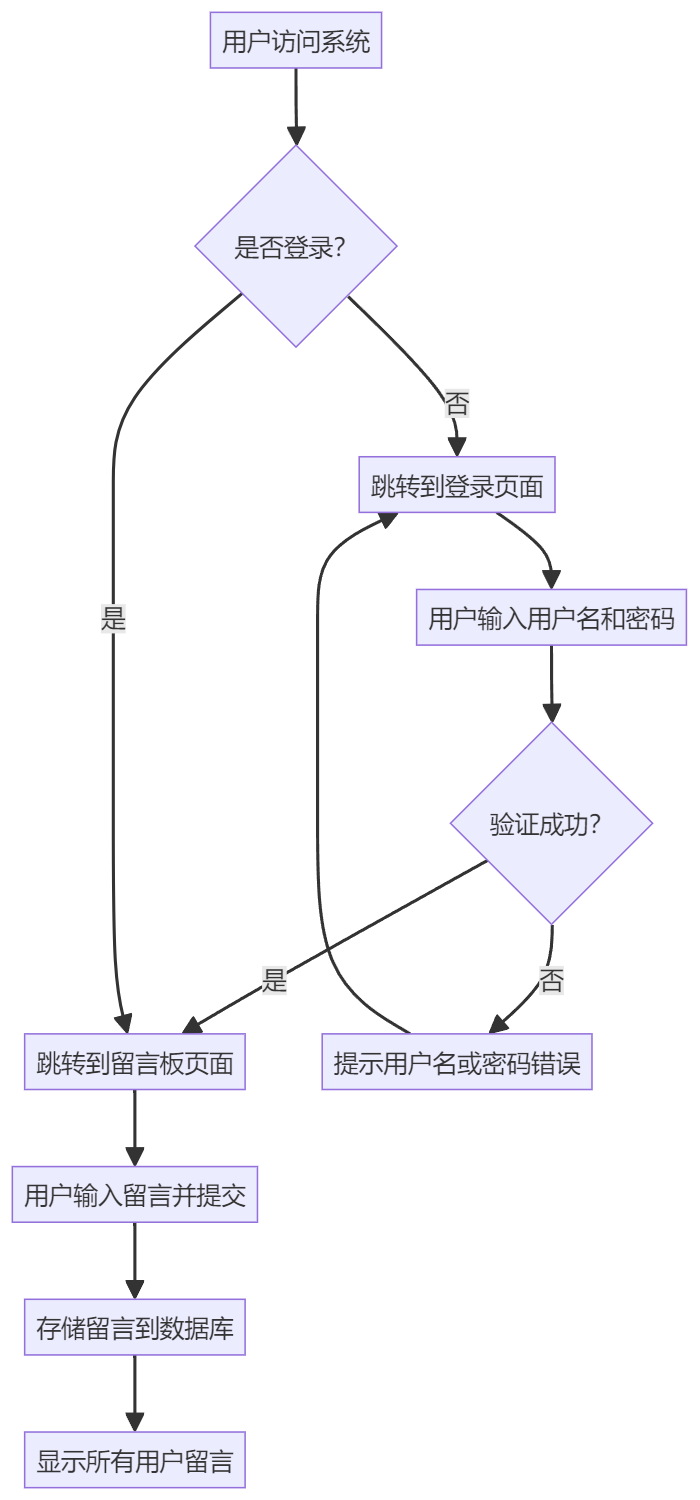 用户访问系统
是否登录？
否
跳转到登录页面
是
用户输入用户名和密码
验证成功？
是
否
跳转到留言板页面
提示用户名或密码错误
用户输入留言并提交
存储留言到数据库
显示所有用户留言